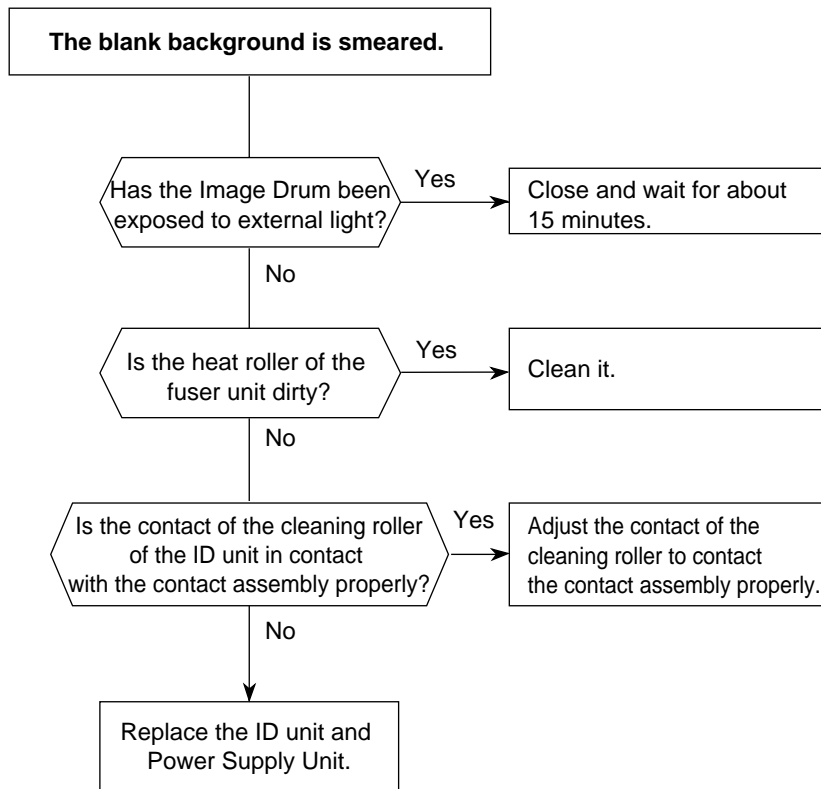 The blank background is smeared.
Has the Image Drum been
exposed to external light?
Yes
Close and wait for about
15 minutes.
No
Is the heat roller of the
fuser unit dirty?
Yes
Clean it.
No
Is the contact of the cleaning roller
of the ID unit in contact
with the contact assembly properly?
Yes
Adjust the contact of the
cleaning roller to contact
the contact assembly properly.
No
Replace the ID unit and
Power Supply Unit.